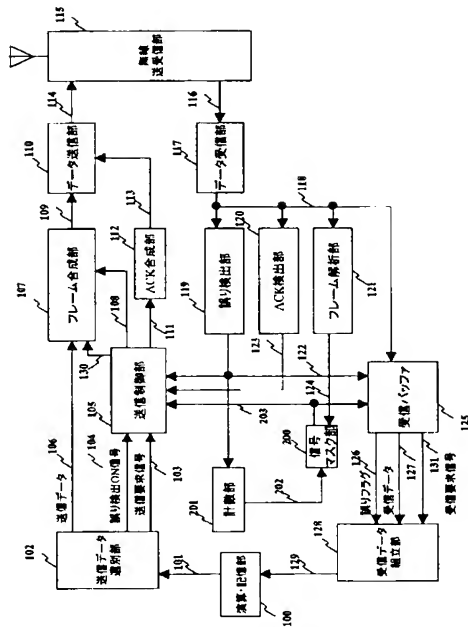 115
無線
送受信部
114
116
110
データ送信部
117
データ受信部
109
113
118
107
フレーム合成部
112
ACK合成部
119
誤り検出部
120
ACK検出部
フレーム解析部
121
108
111
130
123
122
124
105
送信制御部
203
106
送信データ
104
誤り検出ON信号
送信要求信号
103
201
計数部
202
200
信号
マスク部
受信バッファ
125
126
誤りフラグ
受信データ
127
131
受信要求信号
102
送信データ
選別部
101
129
128
受信データ
組立部
演算・記憶部
100